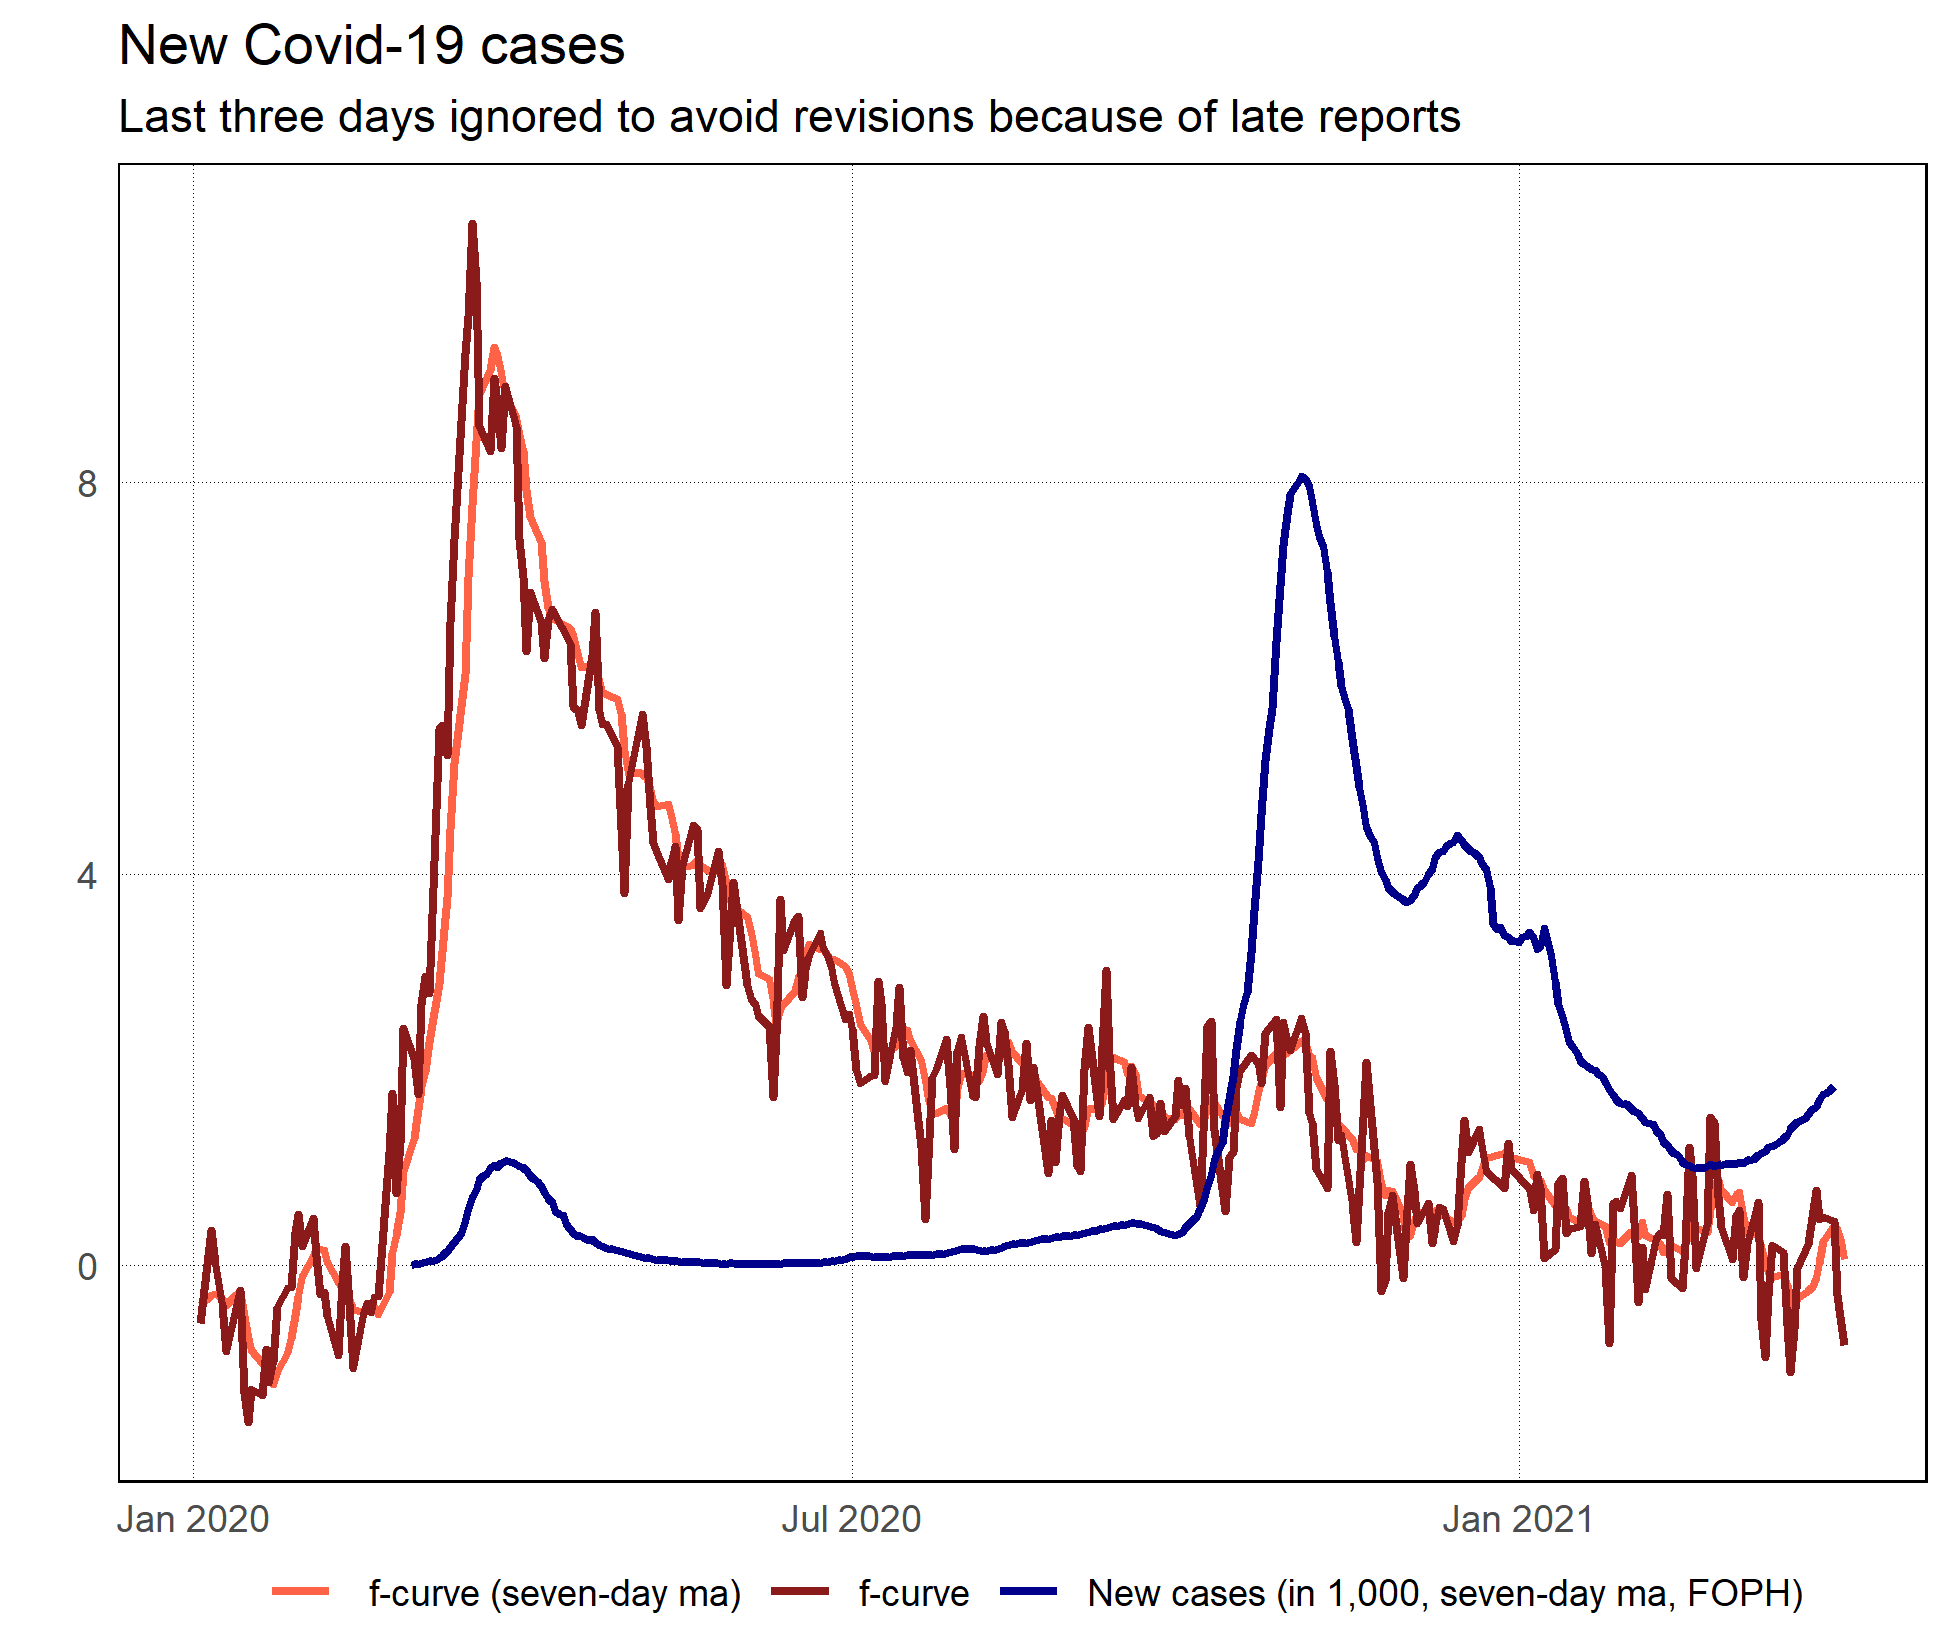 New Covid-19 cases
Last three days ignored to avoid revisions because of late reports
8
4
0
Jan 2020 Jul 2020 Jan 2021
f-curve (seven-day ma) f-curve New cases (in 1,000, seven-day ma, FOPH)